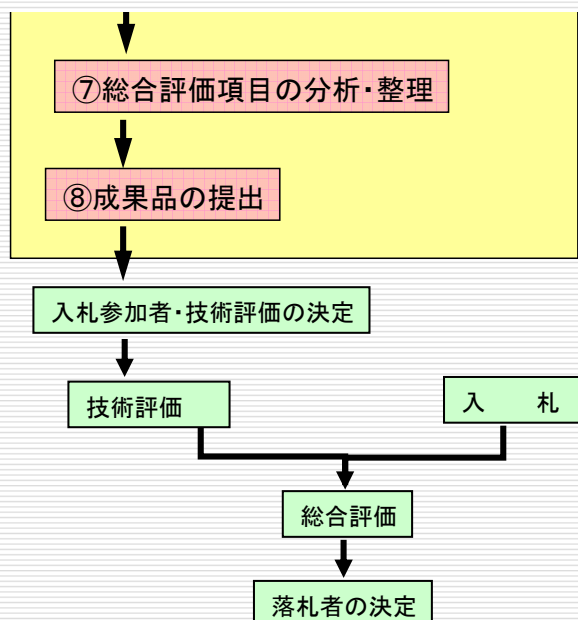 ⑦総合評価項目の分析・整理
⑧成果品の提出
入札参加者・技術評価の決定
技術評価
入 札
総合評価
落札者の決定